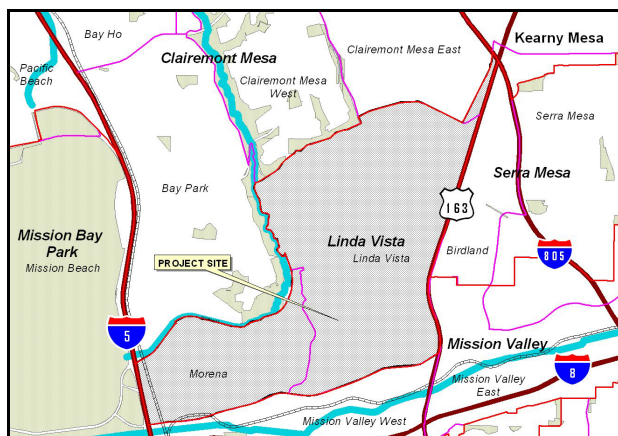 Bay Ho
Clairemont Mesa
Clairemont Mesa East
Kearny Mesa
Pacific
Beach
Clairemont Mesa
West
Serra Mesa
Serra Mesa
Bay Park
163
Mission Bay
Park
Mission Beach
Linda Vista
Linda Vista
Birdland
805
PROJECT SITE
5
Mission Valley
8
Morena
Mission Valley
East
Mission Valley West